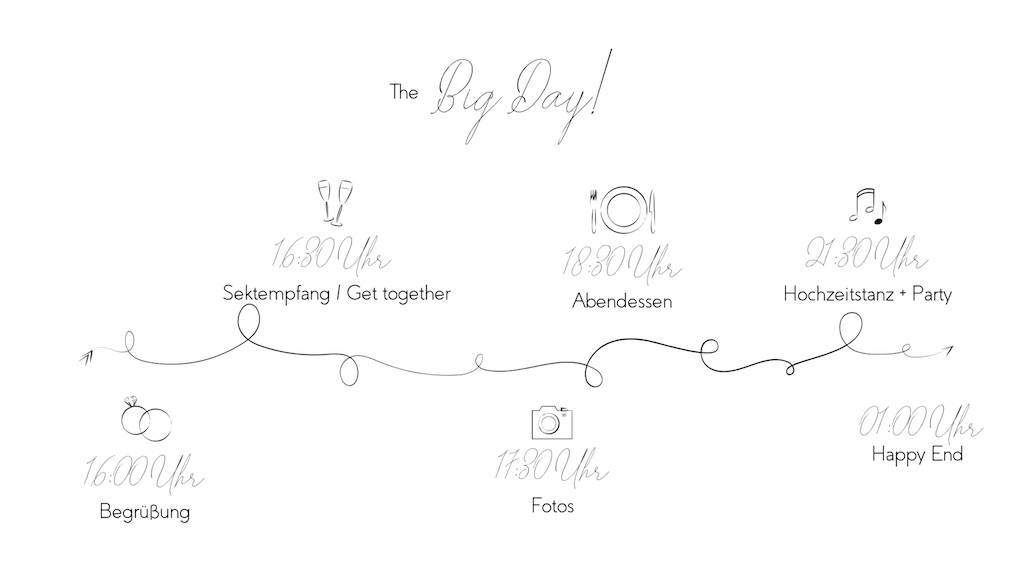 The Big Day!
16:30 Uhr
Sektempfang / Get together
18:30 Uhr
Abendessen
21:30 Uhr
Hochzeitstanz + Party
16:00 Uhr
Begrüßung
17:30 Uhr
Fotos
01:00 Uhr
Happy End